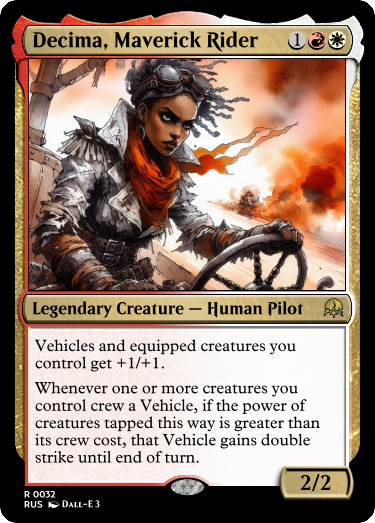 Decima, Maverick Rider 1
Legendary Creature — Human Pilot
Vehicles and equipped creatures you
control get +1/+1.
Whenever one or more creatures you
control crew a Vehicle, if the power of
creatures tapped this way is greater than
its crew cost, that Vehicle gains double
strike until end of turn.
2/2
R 0032
RUS DALL-E 3